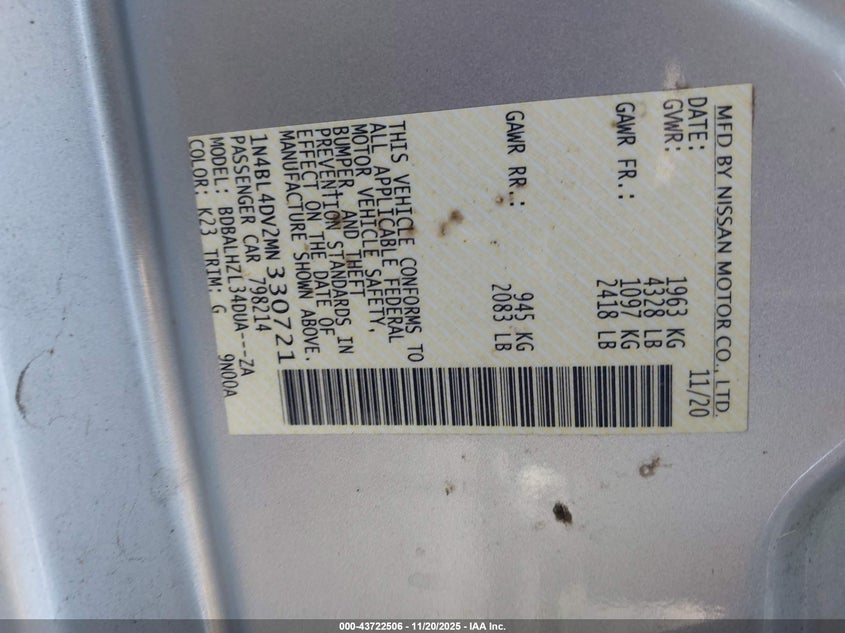 MFD BY NISSAN MOTOR CO., LTD.
DATE: 11/20
GVWR: 1963 KG
4328 LB
GAWR FR.: 1097 KG
2418 LB
GAWR RR.: 945 KG
2083 LB
THIS VEHICLE CONFORMS TO
ALL APPLICABLE FEDERAL
MOTOR VEHICLE SAFETY,
BUMPER, AND THEFT
PREVENTION STANDARDS IN
EFFECT ON THE DATE OF
MANUFACTURE SHOWN ABOVE.
1N4BL4DV2MN330721
PASSENGER CAR 798214
MODEL: BDBALHZL34DUA---ZA
COLOR: K23 TRIM: G 9N00A
000-43722506 - 11/20/2025 - IAA Inc.